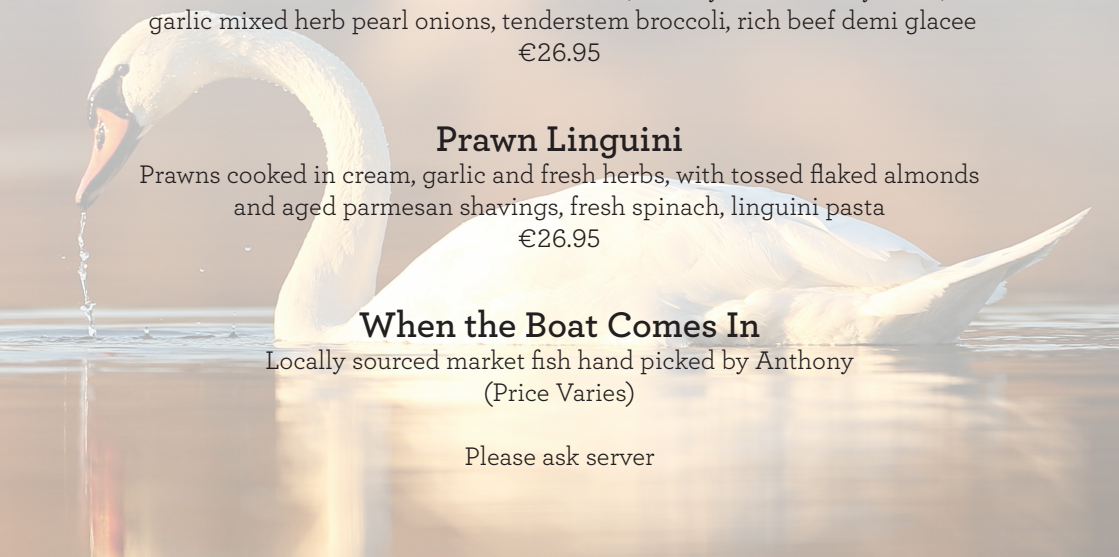 garlic mixed herb pearl onions, tenderstem broccoli, rich beef demi glacee
€26.95
Prawn Linguini
Prawns cooked in cream, garlic and fresh herbs, with tossed flaked almonds
and aged parmesan shavings, fresh spinach, linguini pasta
€26.95
When the Boat Comes In
Locally sourced market fish hand picked by Anthony
(Price Varies)
Please ask server